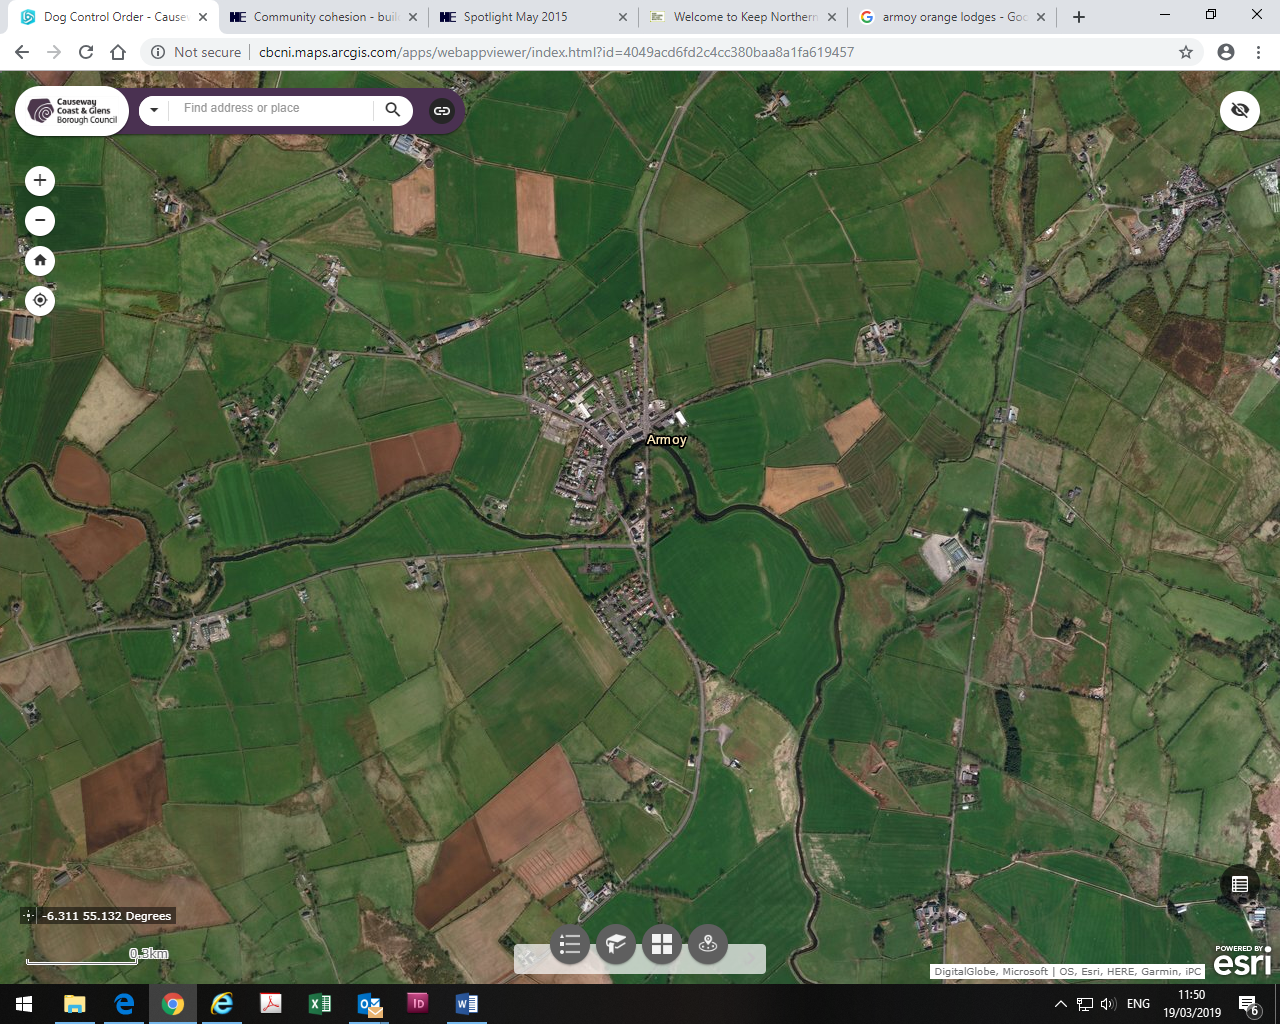 Dog Control Order - Cause
Community cohesion - buil
Spotlight May 2015
Welcome to Keep Northern
armoy orange lodges - Goo
Not secure
cbcni.maps.arcgis.com/apps/webappviewer/index.html?id=4049acd6fd2c4cc380baa8a1fa619457
Causeway
Coast & Glens
Borough Council
Find address or place
Armoy
-6.311 55.132 Degrees
0.3km
POWERED BY
esri
DigitalGlobe, Microsoft | OS, Esri, HERE, Garmin, iPC
ENG
11:50
19/03/2019
6